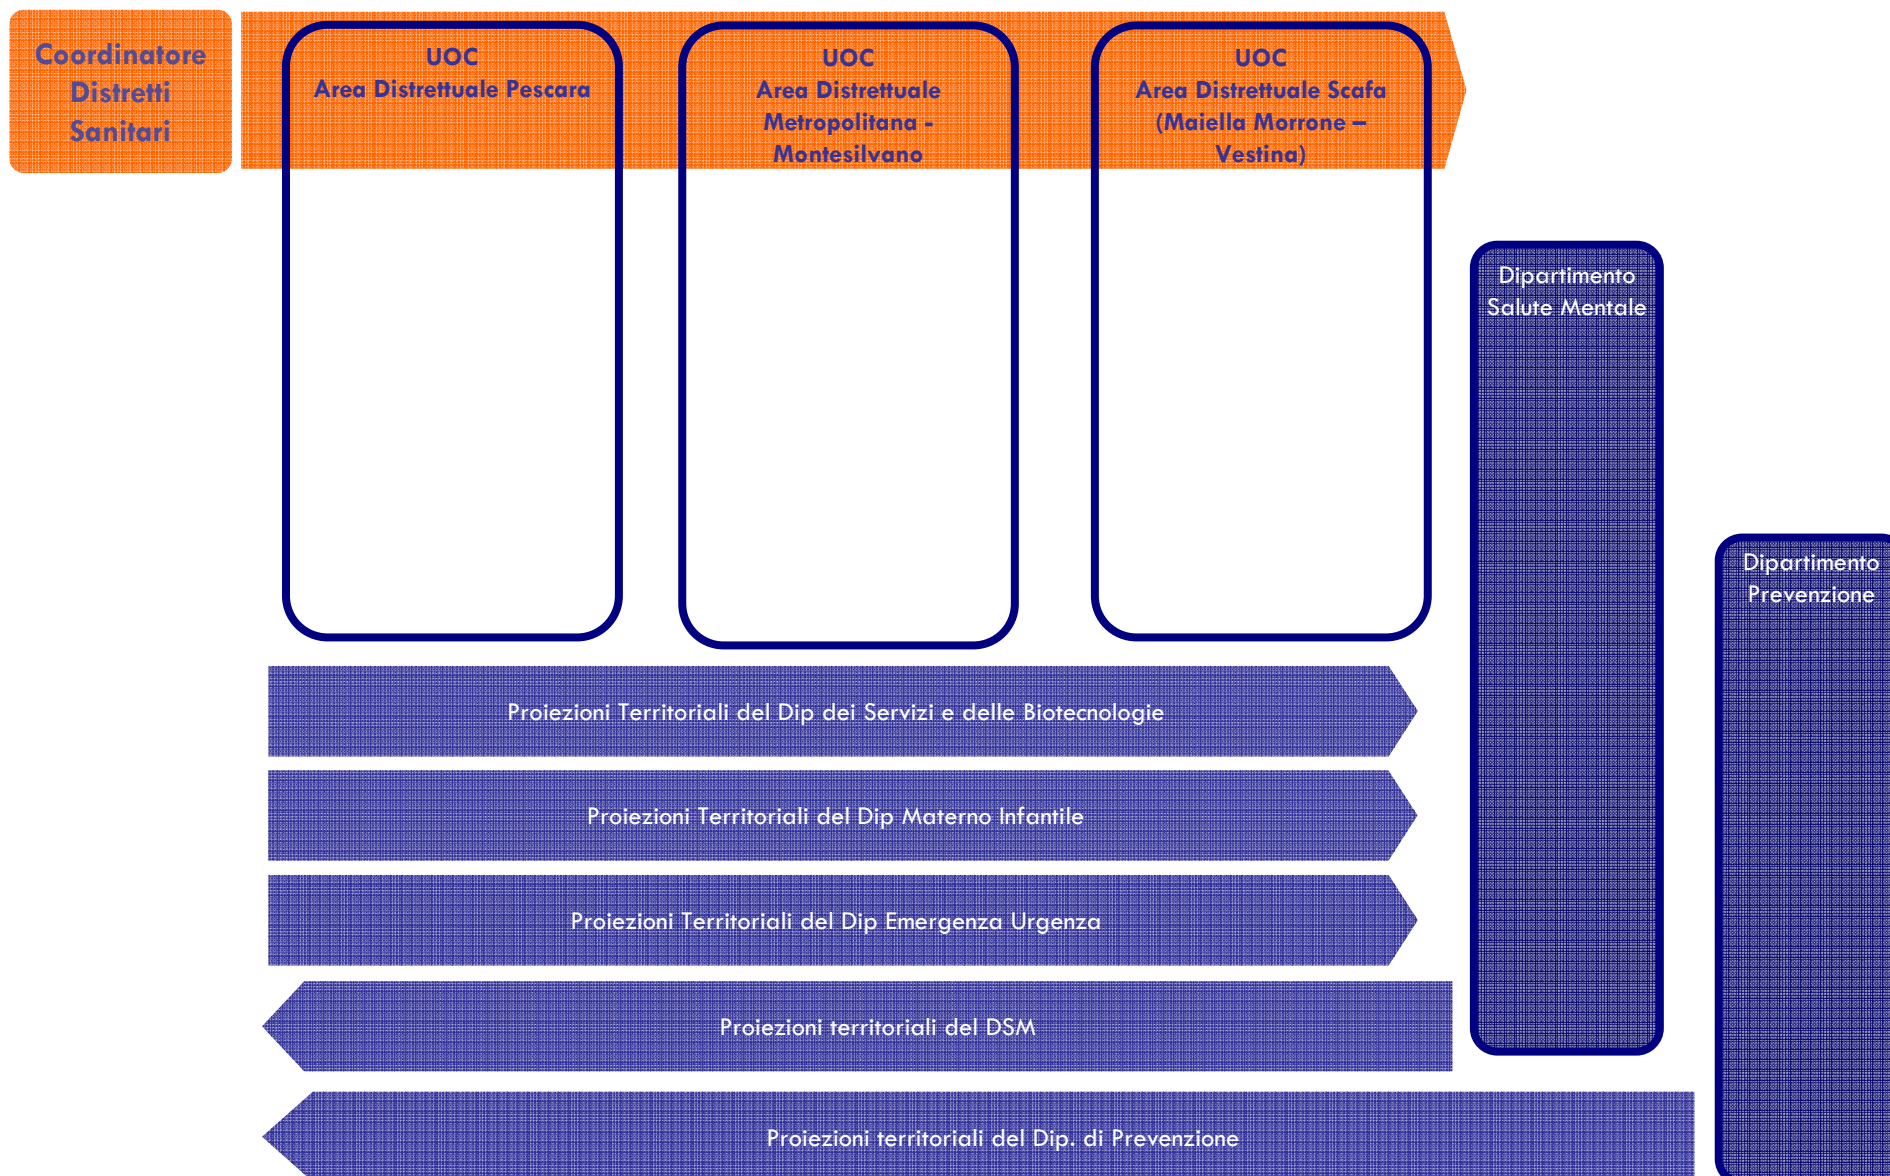 Coordinatore
Distretti
Sanitari
UOC
Area Distrettuale Pescara
UOC
Area Distrettuale
Metropolitana -
Montesilvano
UOC
Area Distrettuale Scafa
(Maiella Morrone –
Vestina)
Dipartimento
Salute Mentale
Dipartimento
Prevenzione
Proiezioni Territoriali del Dip dei Servizi e delle Biotecnologie
Proiezioni Territoriali del Dip Materno Infantile
Proiezioni Territoriali del Dip Emergenza Urgenza
Proiezioni territoriali del DSM
Proiezioni territoriali del Dip. di Prevenzione